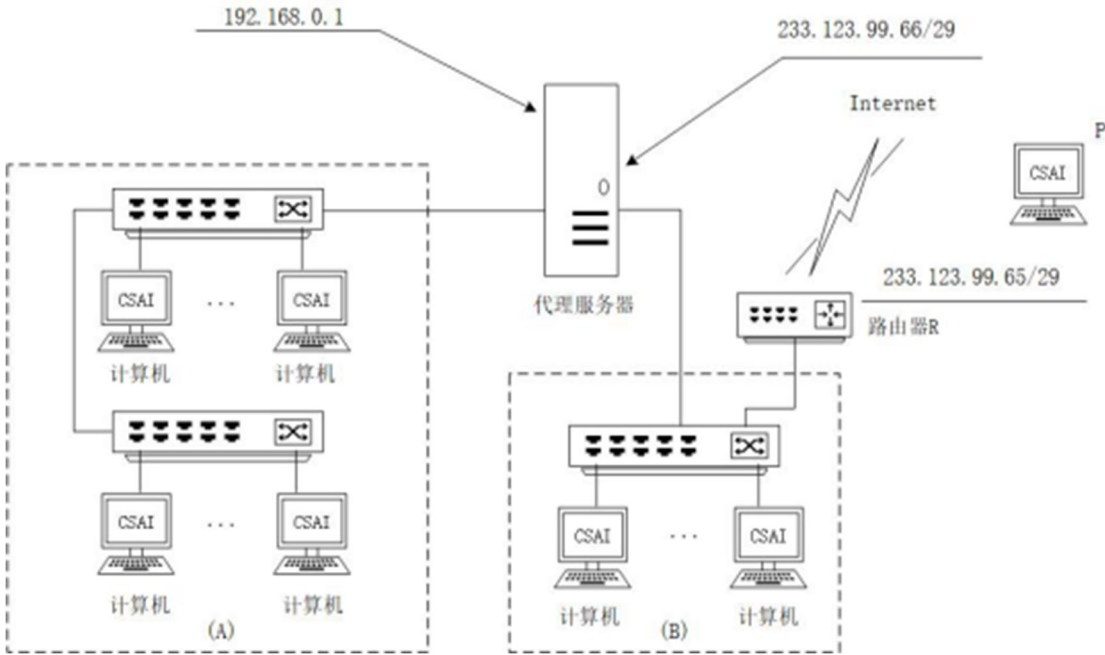 192.168.0.1
233.123.99.66/29
Internet
P
CSAI
233.123.99.65/29
代理服务器
路由器R
CSAI
...
CSAI
计算机
计算机
CSAI
...
CSAI
计算机
计算机
(A)
CSAI
...
CSAI
计算机
计算机
(B)